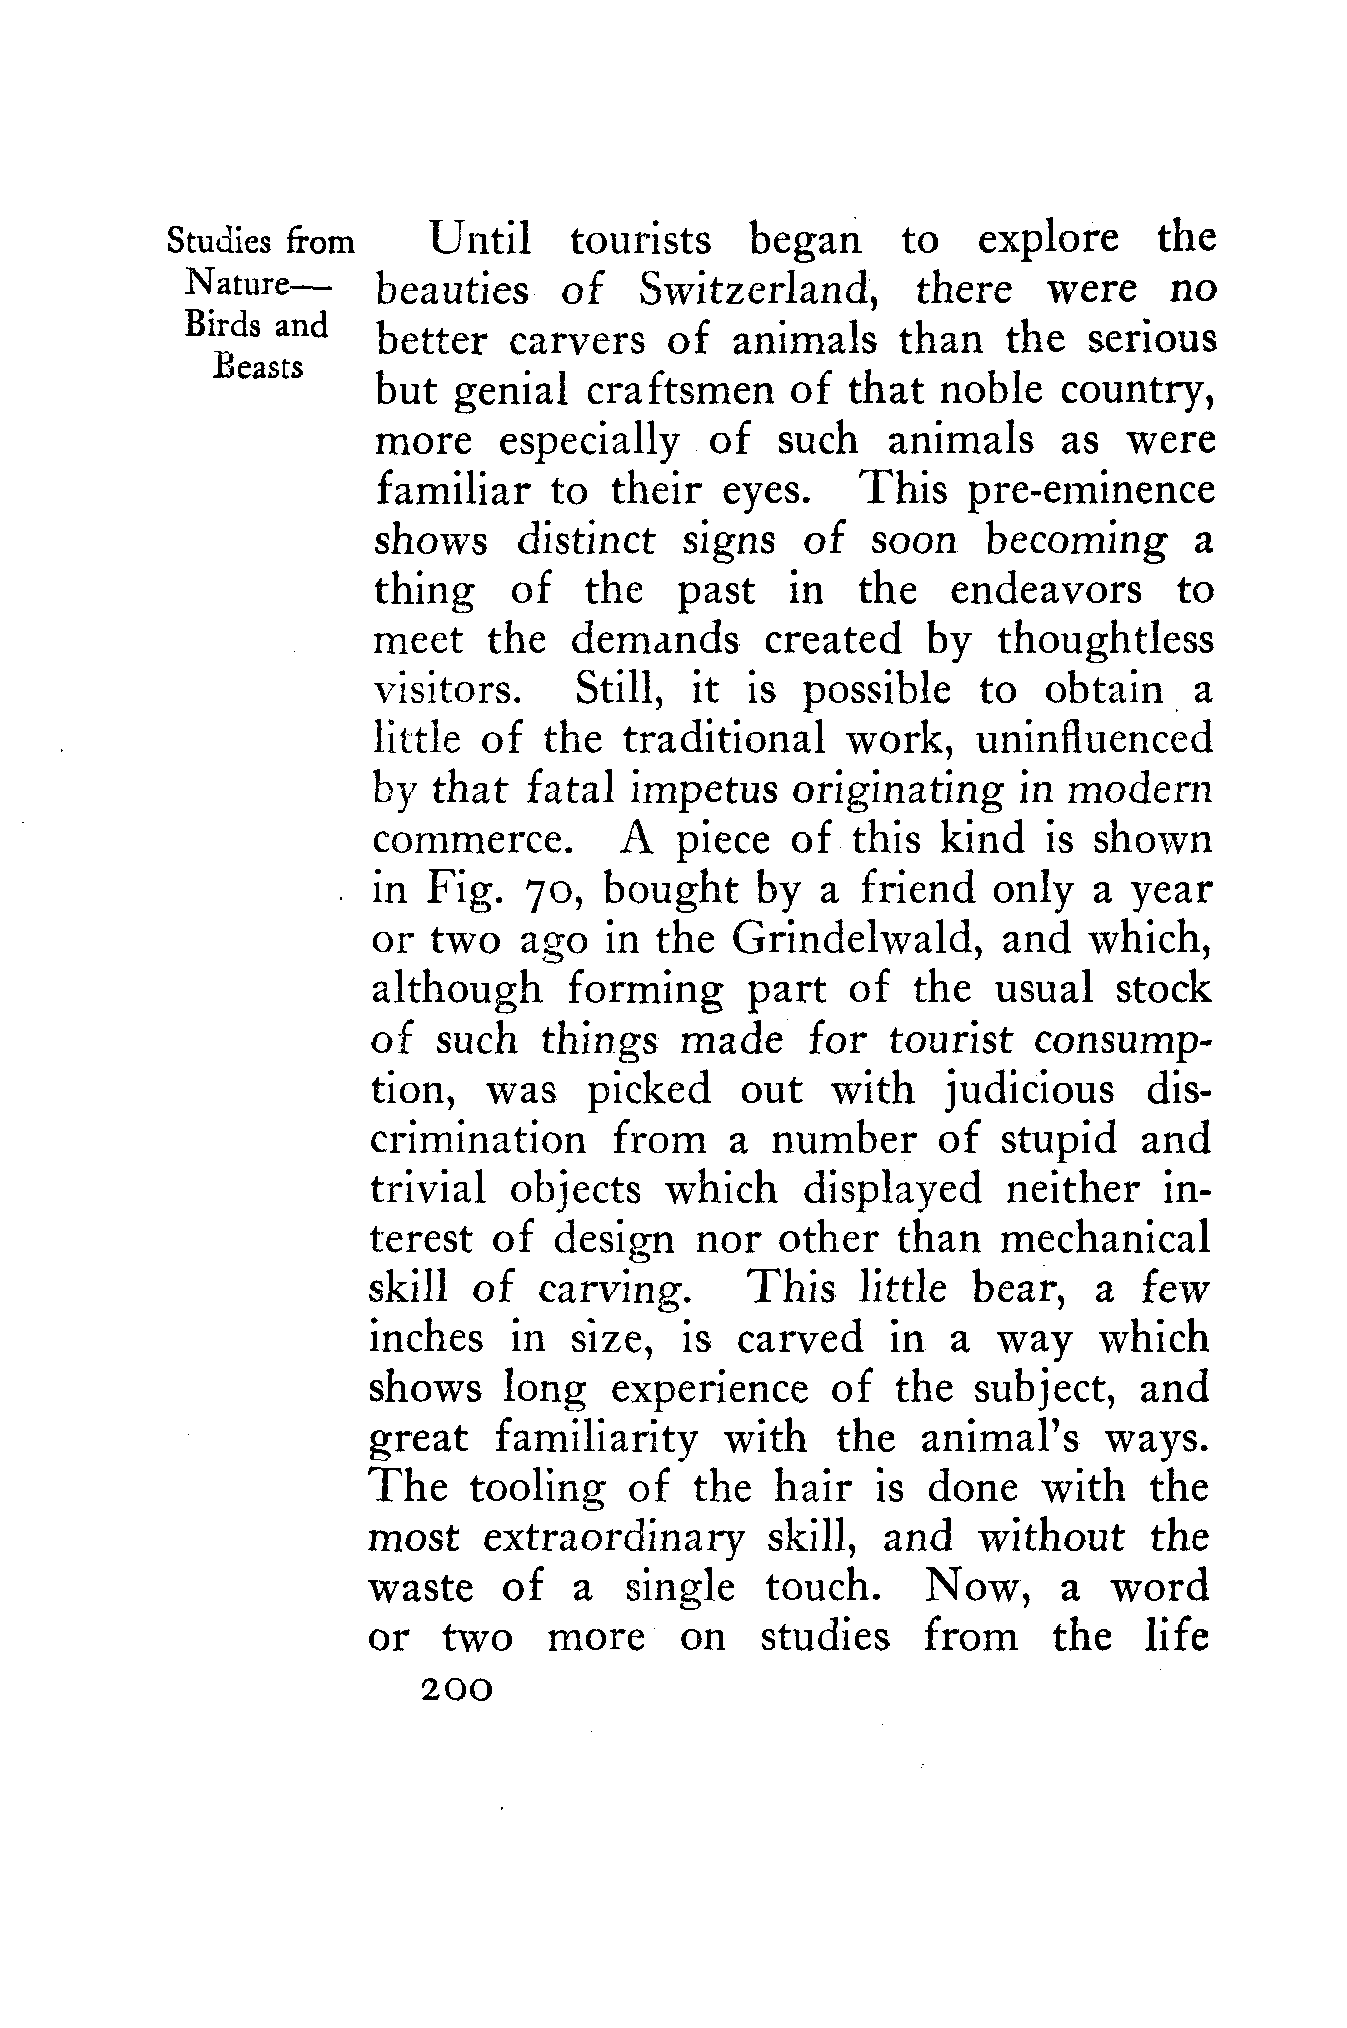 Studies from
Nature—
Birds and
Beasts
Until tourists began to explore the
beauties of Switzerland, there were no
better carvers of animals than the serious
but genial craftsmen of that noble country,
more especially of such animals as were
familiar to their eyes. This pre-eminence
shows distinct signs of soon becoming a
thing of the past in the endeavors to
meet the demands created by thoughtless
visitors. Still, it is possible to obtain a
little of the traditional work, uninfluenced
by that fatal impetus originating in modern
commerce. A piece of this kind is shown
in Fig. 70, bought by a friend only a year
or two ago in the Grindelwald, and which,
although forming part of the usual stock
of such things made for tourist consump-
tion, was picked out with judicious dis-
crimination from a number of stupid and
trivial objects which displayed neither in-
terest of design nor other than mechanical
skill of carving. This little bear, a few
inches in size, is carved in a way which
shows long experience of the subject, and
great familiarity with the animal's ways.
The tooling of the hair is done with the
most extraordinary skill, and without the
waste of a single touch. Now, a word
or two more on studies from the life
200